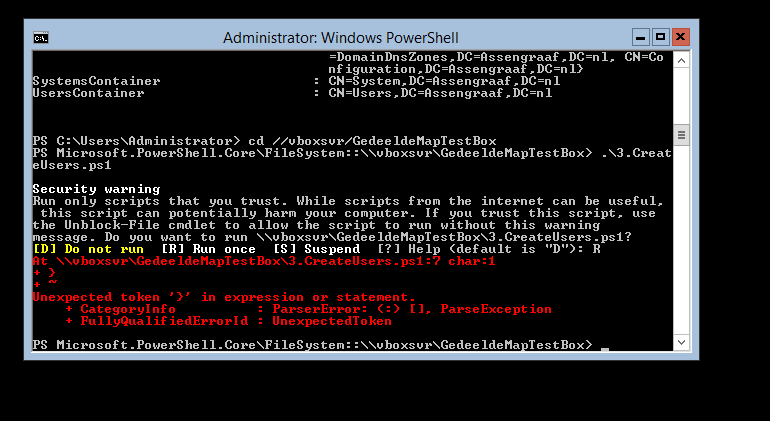 Administrator: Windows PowerShell
=DomainDnsZones,DC=Assengraaf,DC=nl, CN=Co
nfiguration,DC=Assengraaf,DC=nl}
SystemsContainer : CN=System,DC=Assengraaf,DC=nl
UsersContainer : CN=Users,DC=Assengraaf,DC=nl
PS C:\Users\Administrator> cd //vboxsvr/GedeeldeMapTestBox
PS Microsoft.PowerShell.Core\FileSystem::\\vboxsvr\GedeeldeMapTestBox> .\3.Creat
eUsers.ps1
Security warning
Run only scripts that you trust. While scripts from the internet can be useful,
this script can potentially harm your computer. If you trust this script, use
the Unblock-File cmdlet to allow the script to run without this warning
message. Do you want to run \\vboxsvr\GedeeldeMapTestBox\3.CreateUsers.ps1?
[D] Do not run [R] Run once [S] Suspend [?] Help (default is "D"): R
At \\vboxsvr\GedeeldeMapTestBox\3.CreateUsers.ps1:7 char:1
+ }
+ ~
Unexpected token '}' in expression or statement.
+ CategoryInfo : ParserError: (:) [], ParseException
+ FullyQualifiedErrorId : UnexpectedToken
PS Microsoft.PowerShell.Core\FileSystem::\\vboxsvr\GedeeldeMapTestBox> _